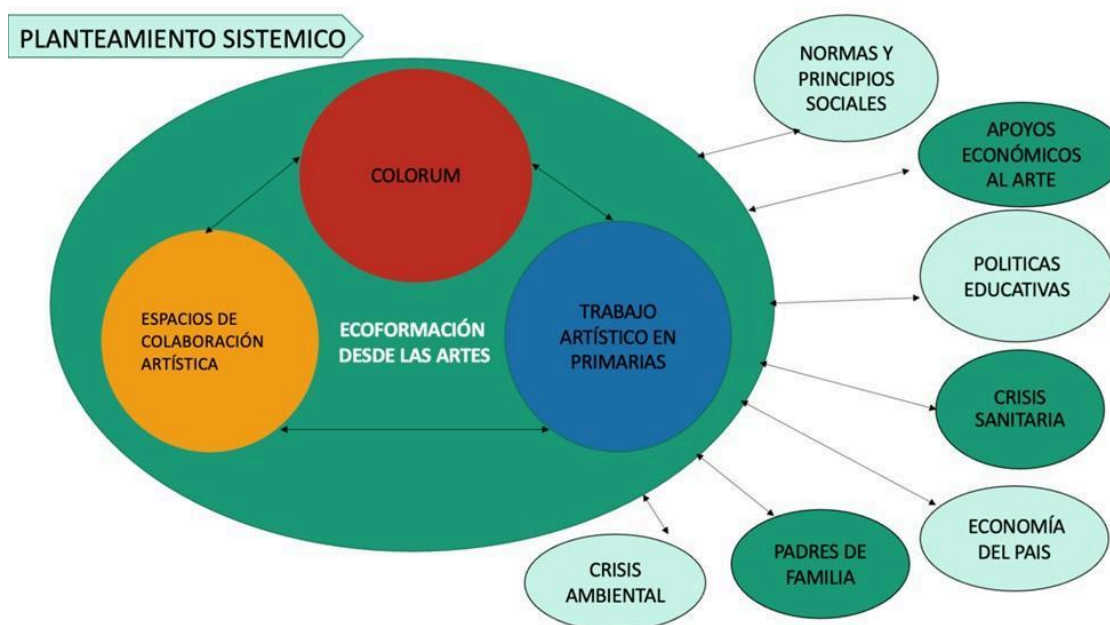 PLANTEAMIENTO SISTEMICO
COLORUM
ESPACIOS DE
COLABORACIÓN
ARTÍSTICA
ECOFORMACIÓN
DESDE LAS ARTES
TRABAJO
ARTÍSTICO EN
PRIMARIAS
NORMAS Y
PRINCIPIOS
SOCIALES
APOYOS
ECONÓMICOS
AL ARTE
POLITICAS
EDUCATIVAS
CRISIS
SANITARIA
ECONOMÍA
DEL PAIS
PADRES DE
FAMILIA
CRISIS
AMBIENTAL